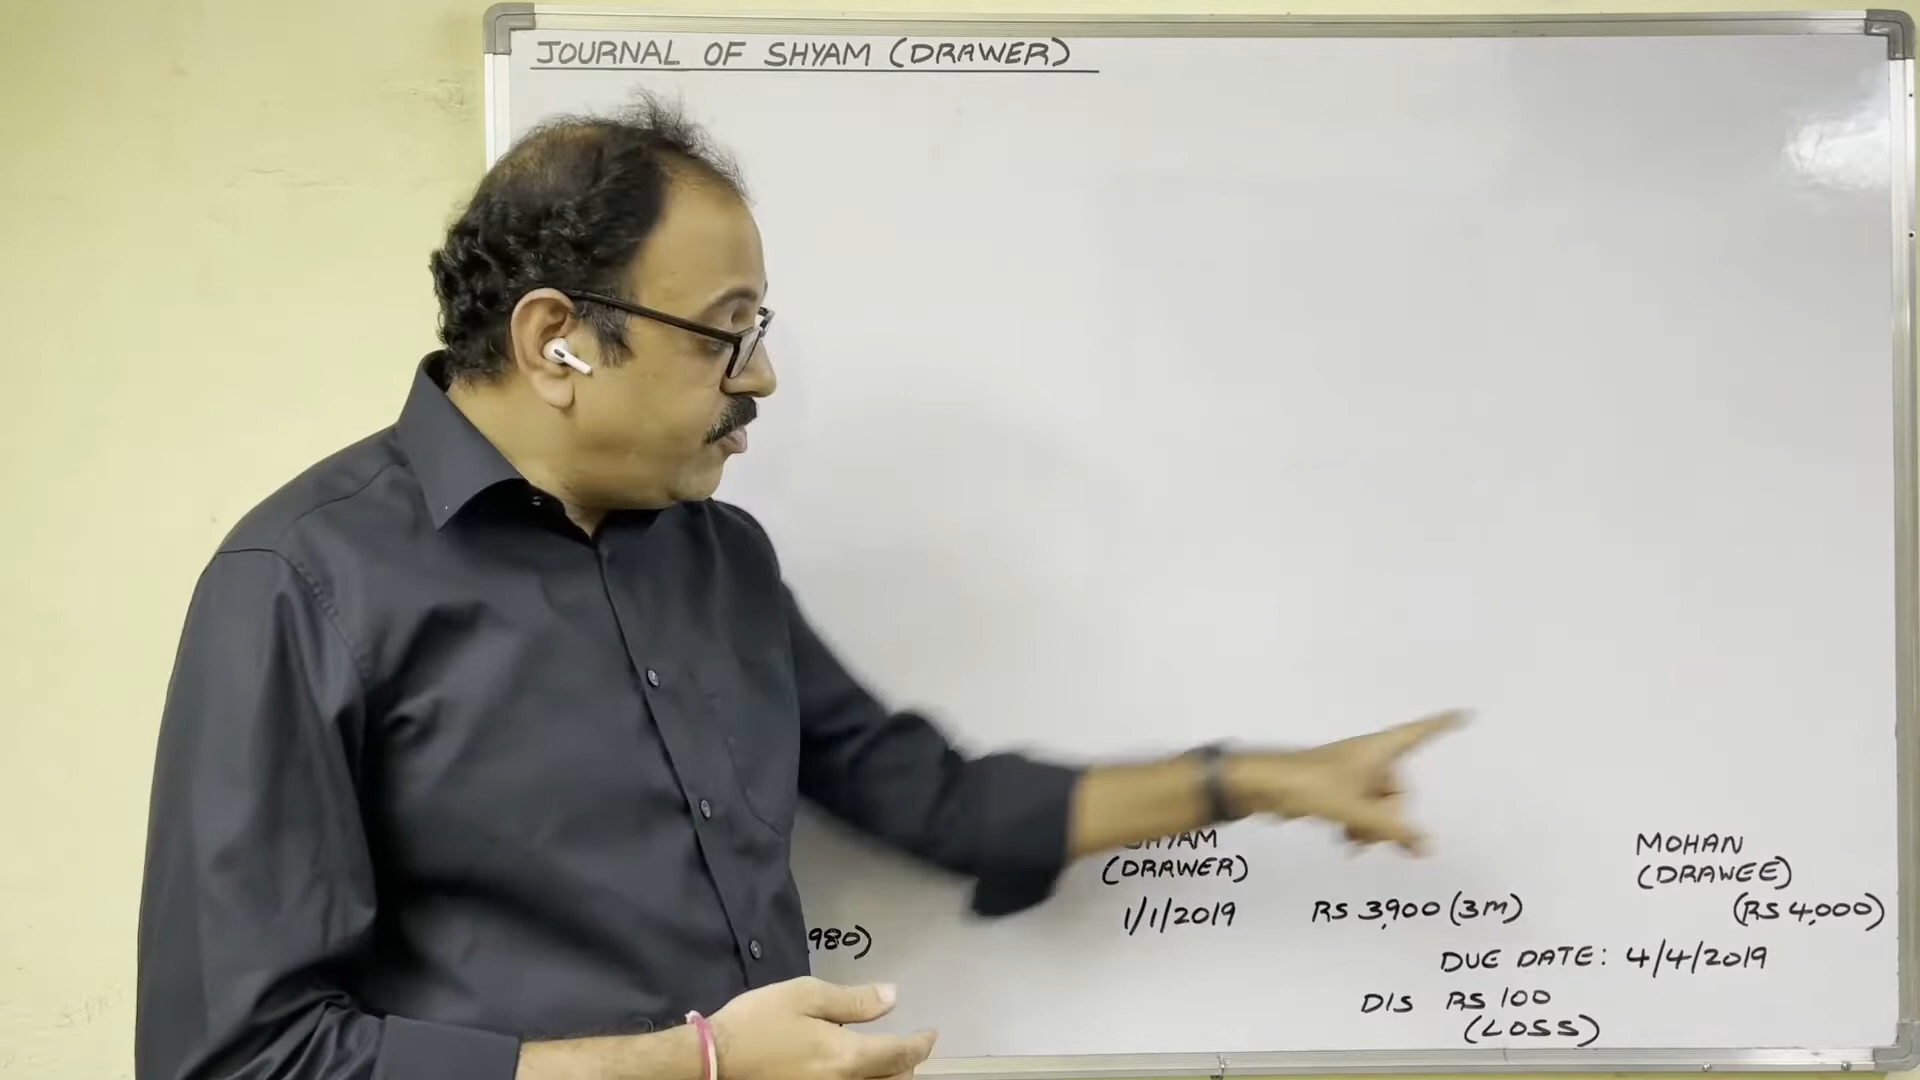 JOURNAL OF SHYAM (DRAWER)
SHYAM
(DRAWER)
1/1/2019
RS 3,900 (3M)
MOHAN
(DRAWEE)
(RS 4,000)
DUE DATE: 4/4/2019
DIS RS 100
(LOSS)
980)